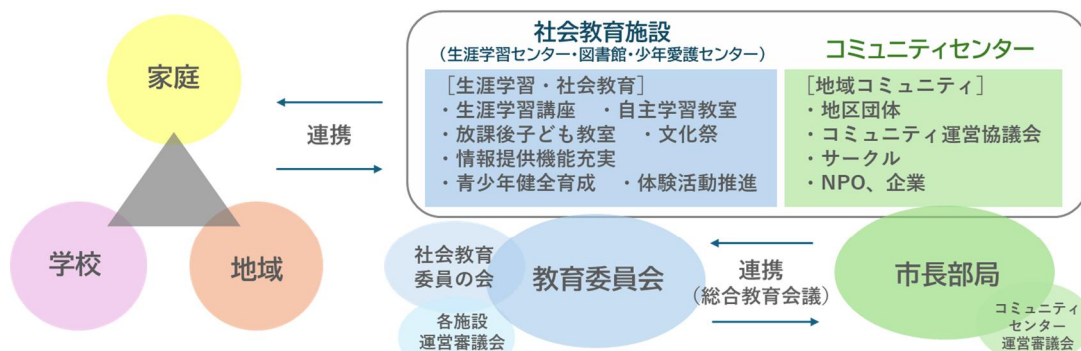 家庭
学校
地域
連携
社会教育施設
(生涯学習センター・図書館・少年愛護センター)
[生涯学習・社会教育]
・生涯学習講座 ・自主学習教室
・放課後子ども教室 ・文化祭
・情報提供機能充実
・青少年健全育成 ・体験活動推進
コミュニティセンター
[地域コミュニティ]
・地区団体
・コミュニティ運営協議会
・サークル
・NPO、企業
社会教育
委員の会
教育委員会
各施設
運営審議会
連携
(総合教育会議)
市長部局
コミュニティ
センター
運営審議会